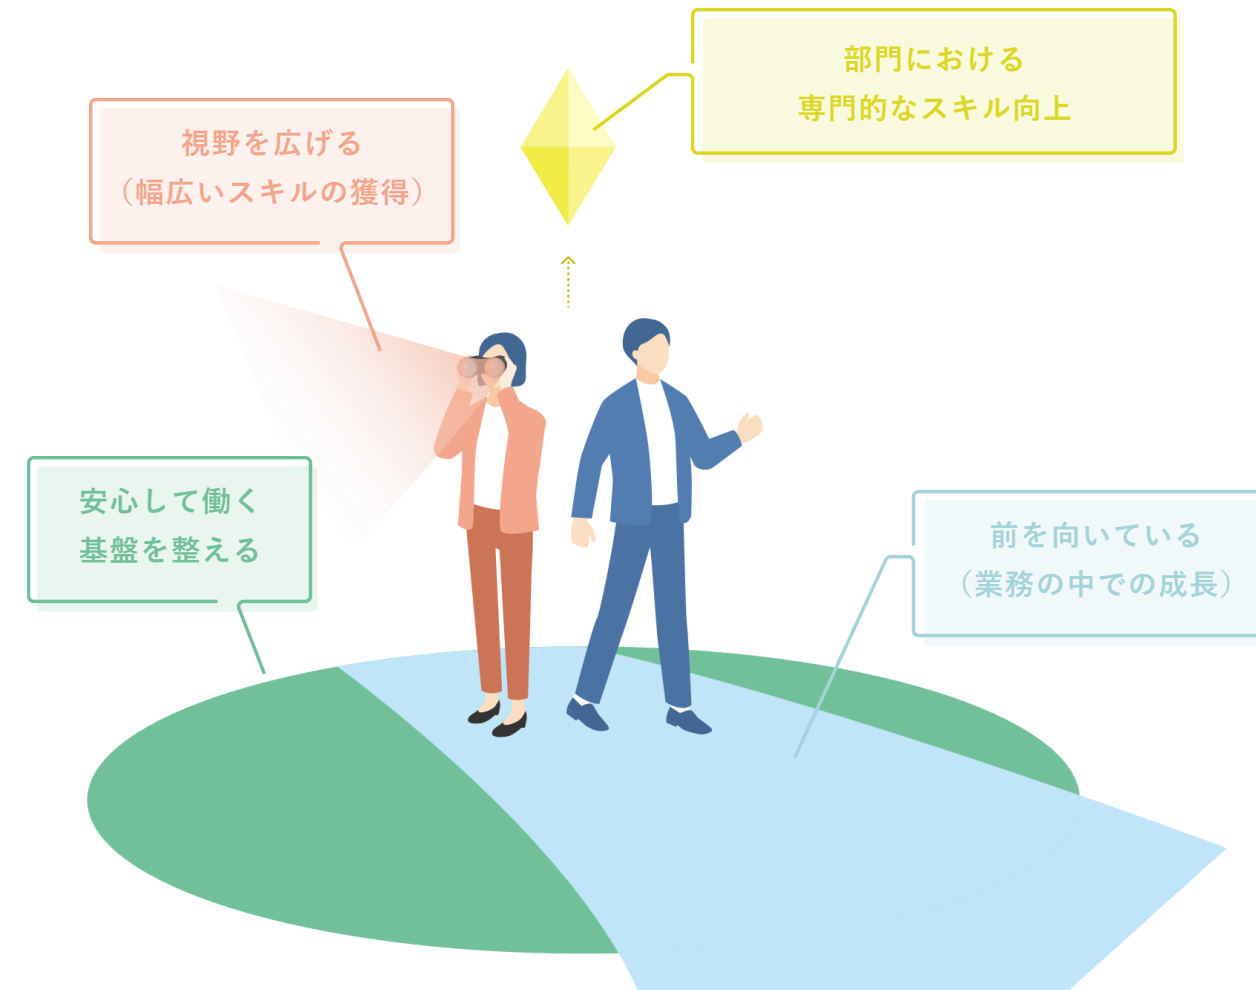 部門における
専門的なスキル向上
視野を広げる
（幅広いスキルの獲得）
安心して働く
基盤を整える
前を向いている
（業務の中での成長）